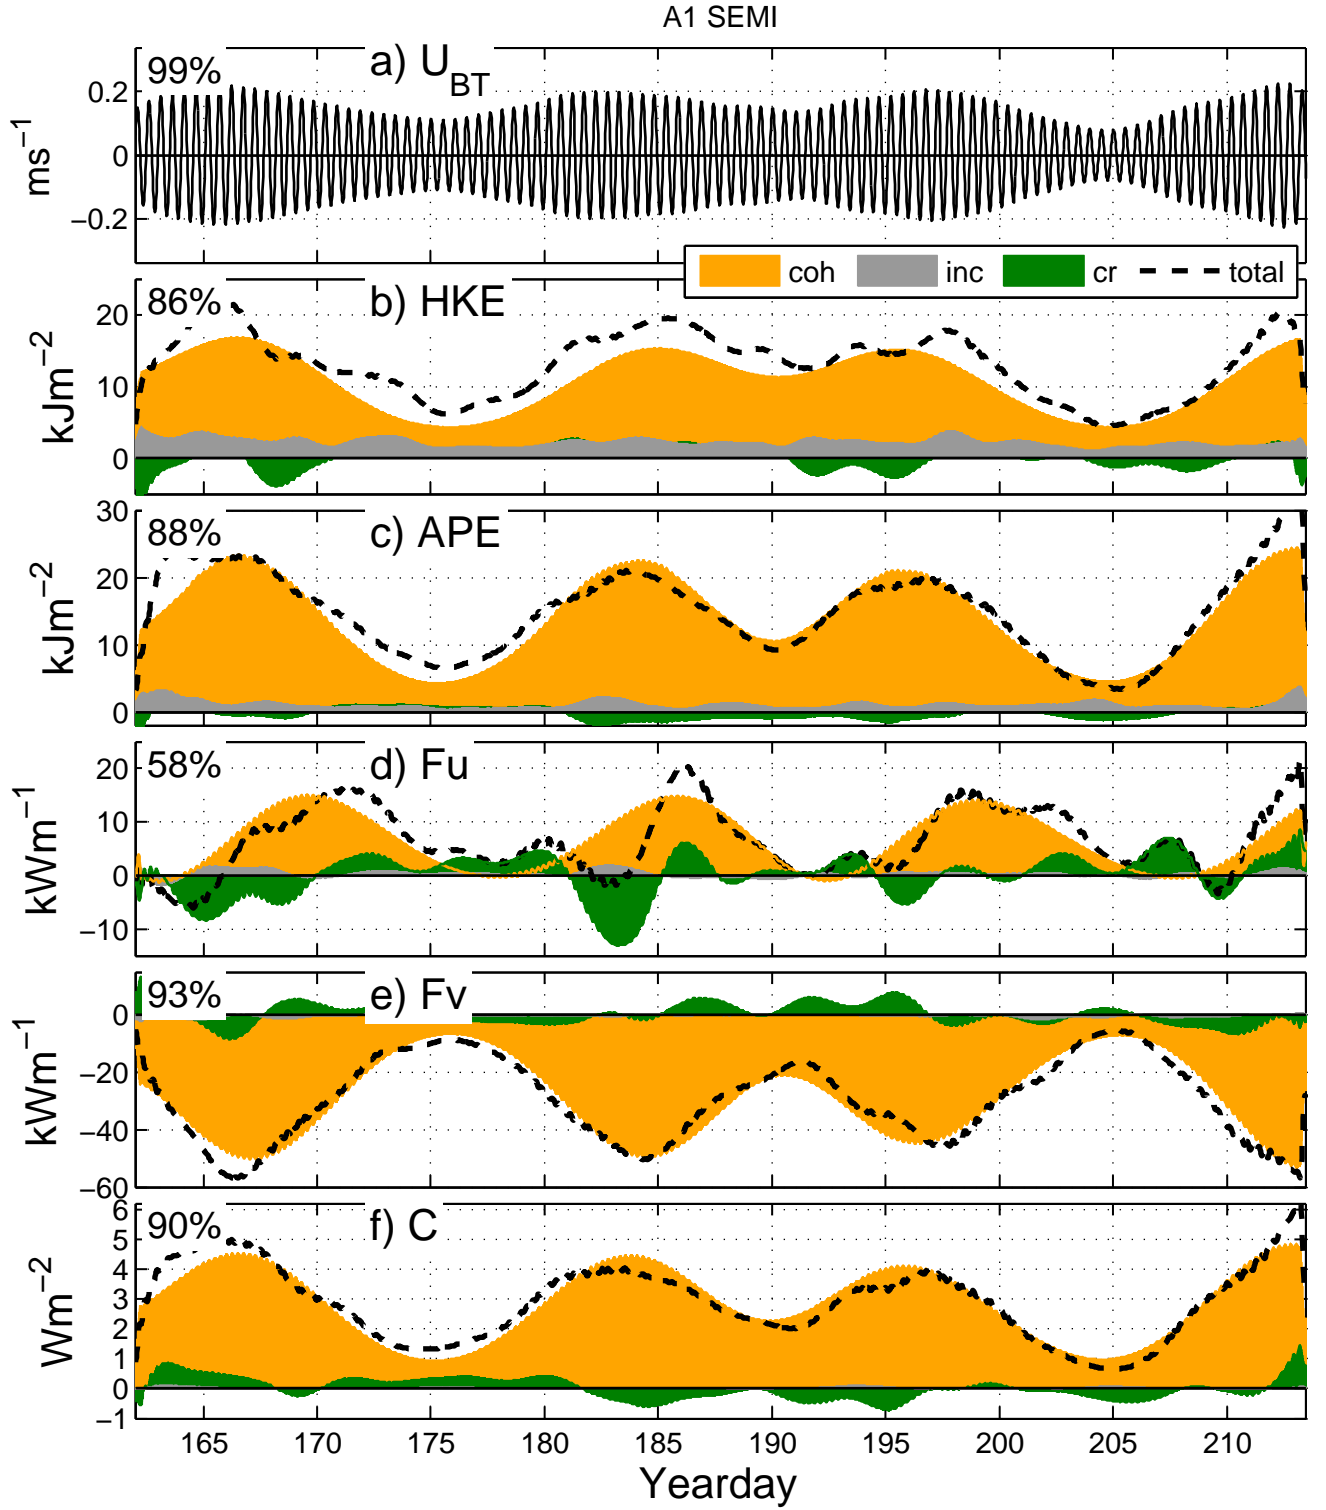 A1 SEMI
99%
a) U_BT
0.2
0
−0.2
ms⁻¹
coh inc cr total
86%
b) HKE
20
10
0
kJm⁻²
88%
c) APE
30
20
10
0
kJm⁻²
58%
d) Fu
20
10
0
−10
kWm⁻¹
93%
e) Fv
0
−20
−40
−60
kWm⁻¹
90%
f) C
6
5
4
3
2
1
0
−1
Wm⁻²
165 170 175 180 185 190 195 200 205 210
Yearday